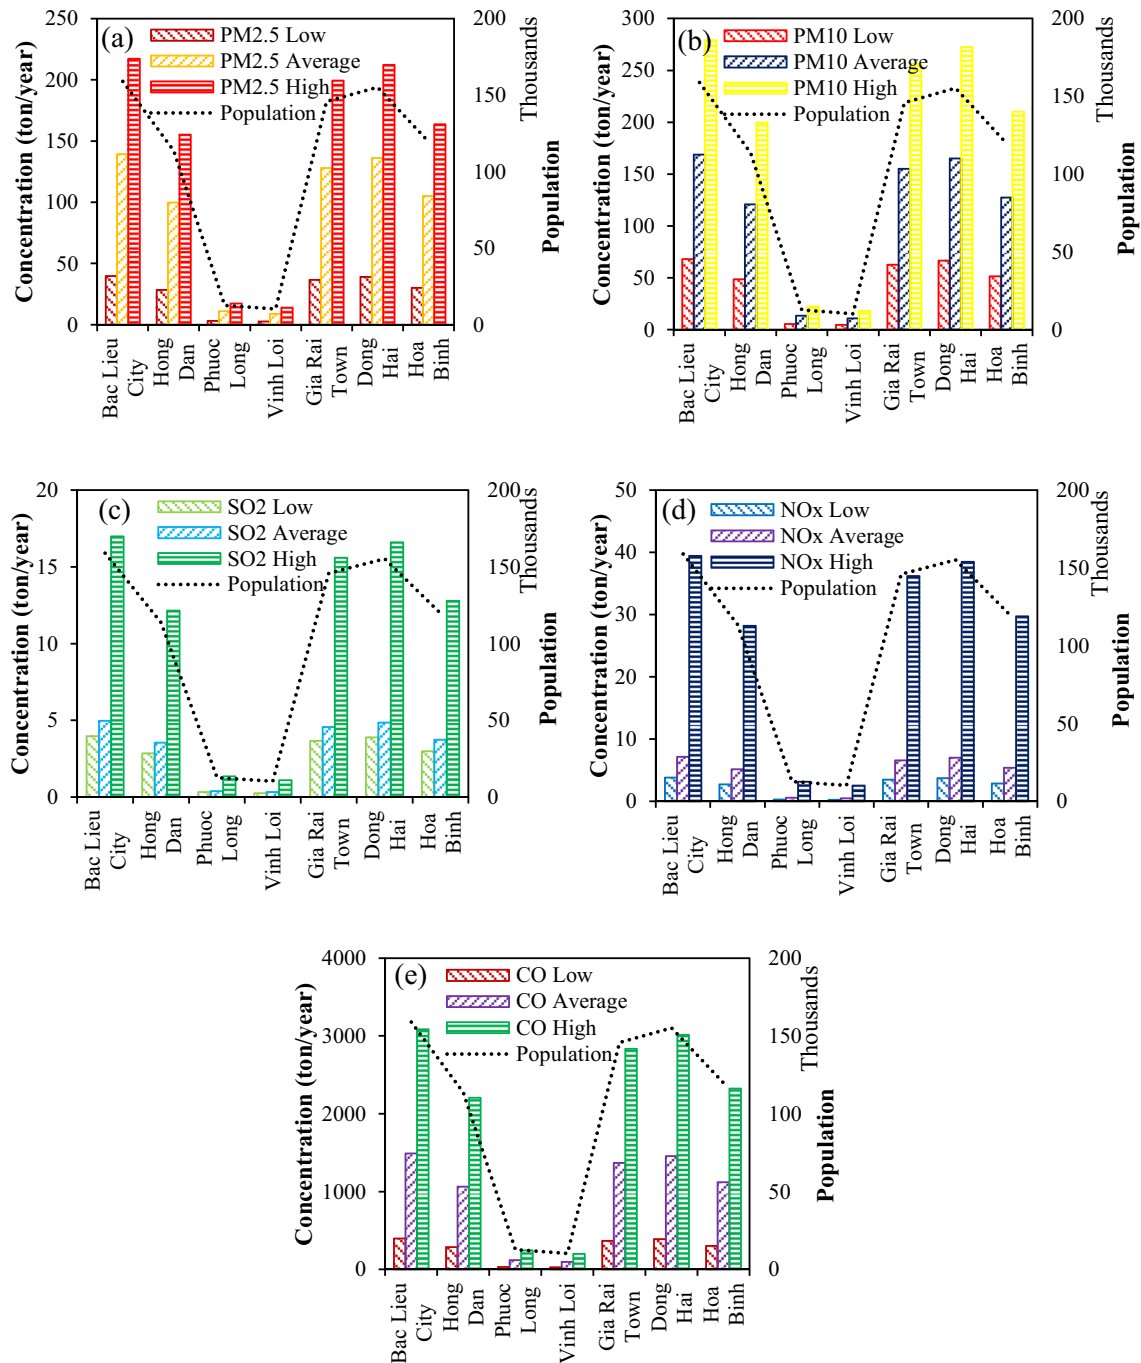 (a)
PM2.5 Low
PM2.5 Average
PM2.5 High
Population
Concentration (ton/year)
250
200
150
100
50
0
200
150
100
50
0
Thousands
Population
Bac Lieu City
Hong Dan
Phuoc Long
Vinh Loi
Gia Rai Town
Dong Hai
Hoa Binh
(b)
PM10 Low
PM10 Average
PM10 High
Population
Concentration (ton/year)
300
250
200
150
100
50
0
200
150
100
50
0
Thousands
Population
Bac Lieu City
Hong Dan
Phuoc Long
Vinh Loi
Gia Rai Town
Dong Hai
Hoa Binh
(c)
SO2 Low
SO2 Average
SO2 High
Population
Concentration (ton/year)
20
15
10
5
0
200
150
100
50
0
Thousands
Population
Bac Lieu City
Hong Dan
Phuoc Long
Vinh Loi
Gia Rai Town
Dong Hai
Hoa Binh
(d)
NOx Low
NOx Average
NOx High
Population
Concentration (ton/year)
50
40
30
20
10
0
200
150
100
50
0
Thousands
Population
Bac Lieu City
Hong Dan
Phuoc Long
Vinh Loi
Gia Rai Town
Dong Hai
Hoa Binh
(e)
CO Low
CO Average
CO High
Population
Concentration (ton/year)
4000
3000
2000
1000
0
200
150
100
50
0
Thousands
Population
Bac Lieu City
Hong Dan
Phuoc Long
Vinh Loi
Gia Rai Town
Dong Hai
Hoa Binh